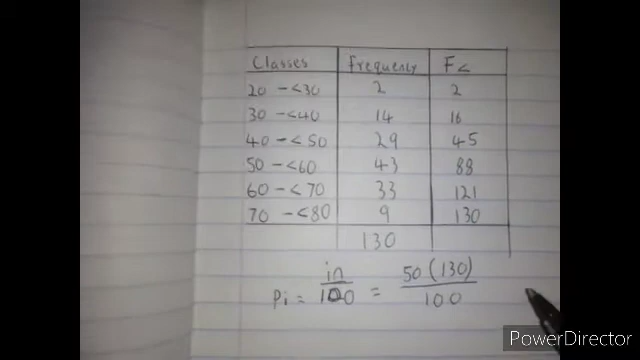 Classes Frequency F<
20 - <30 2 2
30 - <40 14 16
40 - <50 29 45
50 - <60 43 88
60 - <70 33 121
70 - <80 9 130
130
Pi = in/100 = 50(130)/100
PowerDirector